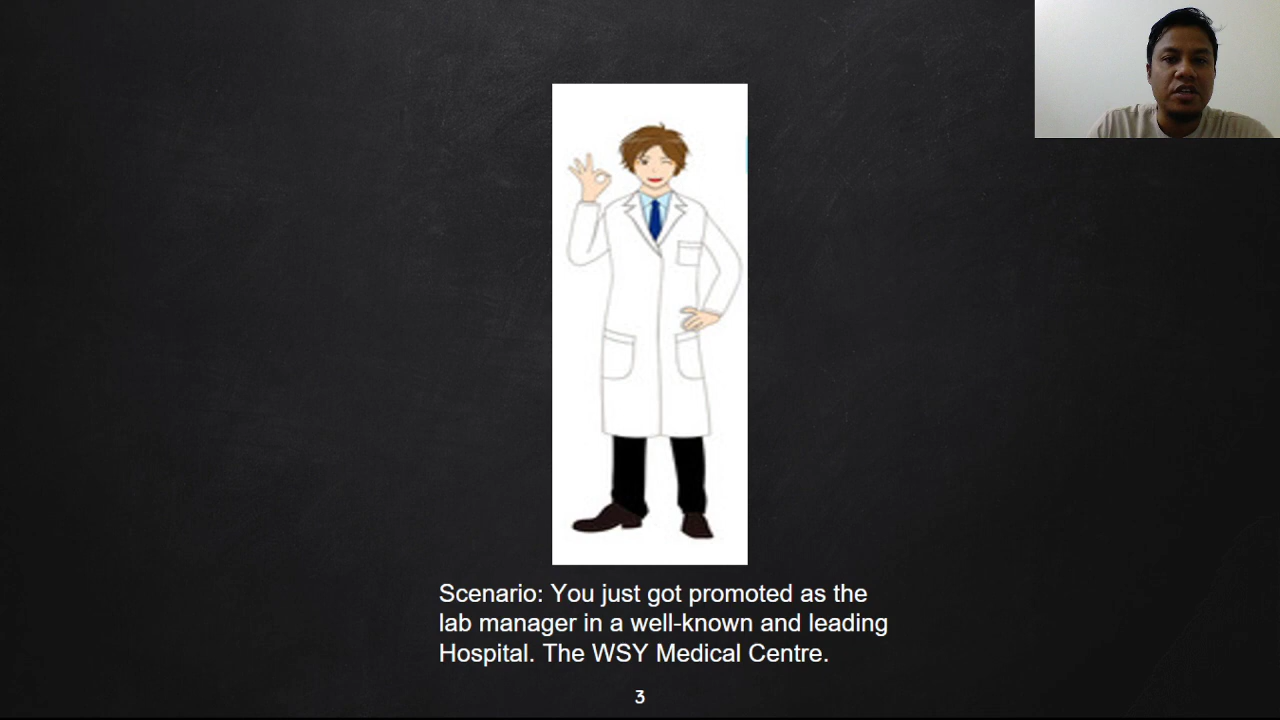 Scenario: You just got promoted as the
lab manager in a well-known and leading
Hospital. The WSY Medical Centre.
3